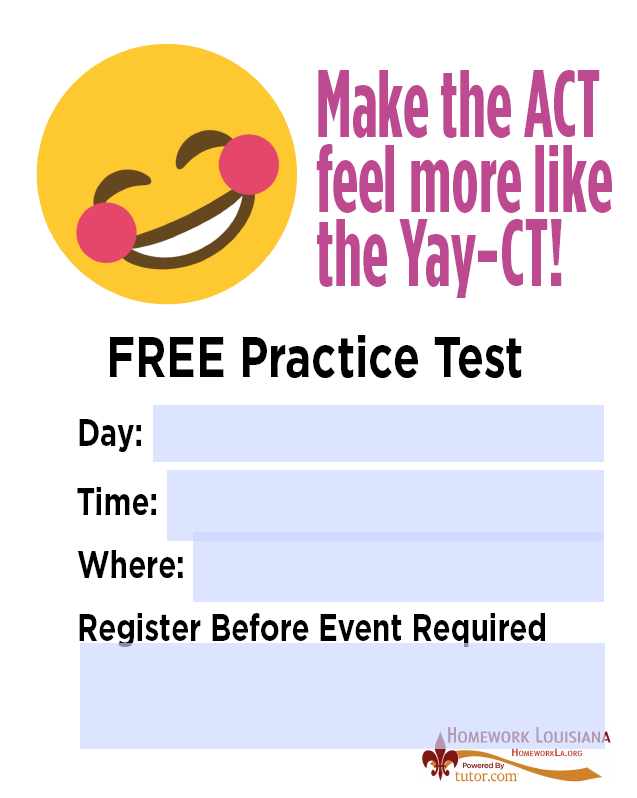 Make the ACT
feel more like
the Yay-CT!
FREE Practice Test
Day:
Time:
Where:
Register Before Event Required
Homework Louisiana
HomeworkLa.org
Powered By
tutor.com